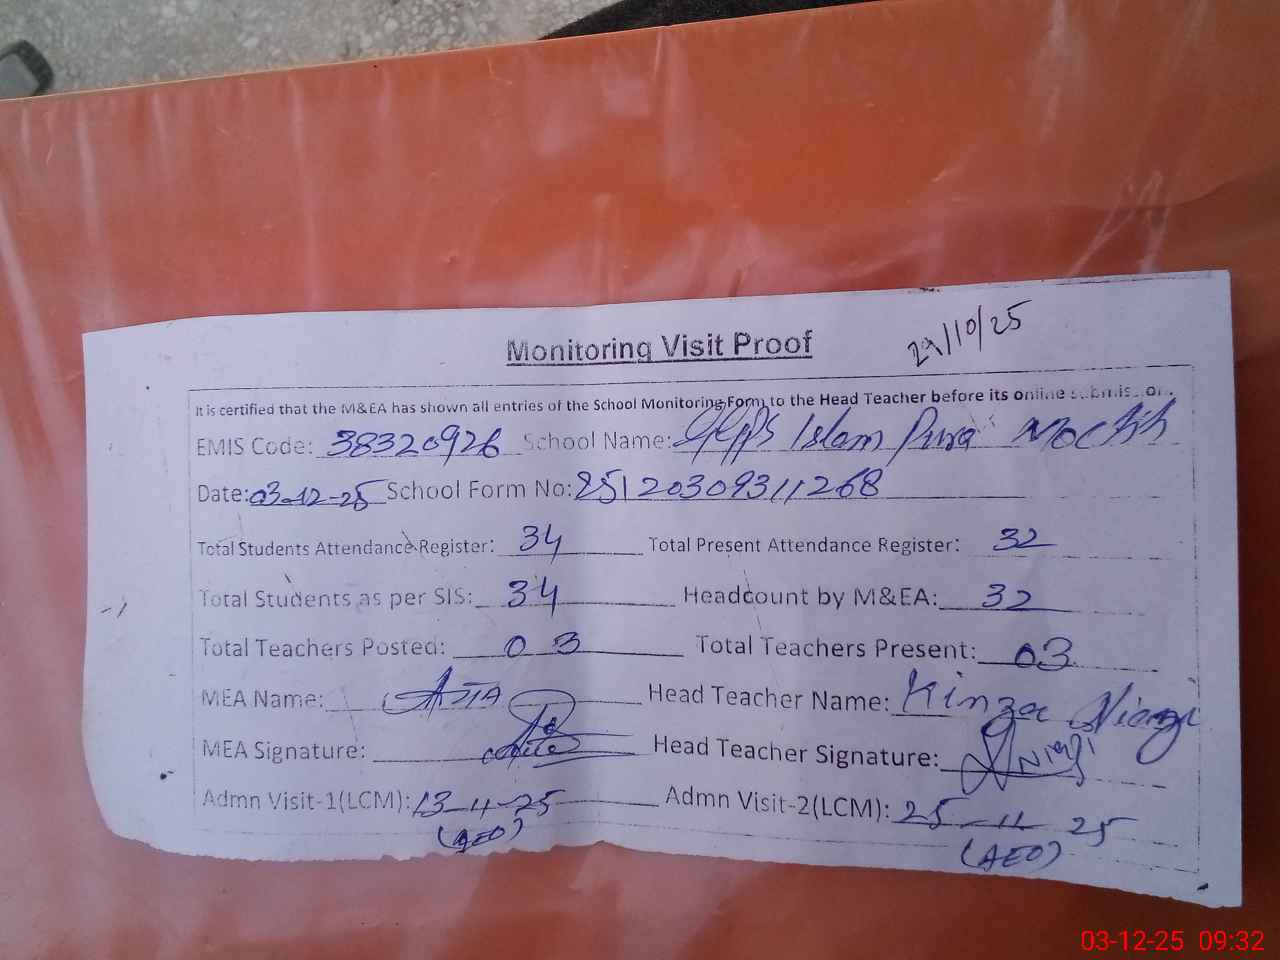 Monitoring Visit Proof
29/10/25
It is certified that the M&EA has shown all entries of the School Monitoring Form to the Head Teacher before its online submission.
EMIS Code: 38320926 School Name: GGPS Islam Pura Mochh
Date: 03-12-25 School Form No: 25120309311268
Total Students Attendance Register: 34 Total Present Attendance Register: 32
Total Students as per SIS: 34 Headcount by M&EA: 32
Total Teachers Posted: 03 Total Teachers Present: 03
MEA Name: Head Teacher Name: Kinza Niazi
MEA Signature: Head Teacher Signature: Niazi
Admn Visit-1(LCM): 13-11-25 Admn Visit-2(LCM): 25-11-25
(AEO) (AEO)
03-12-25 09:32